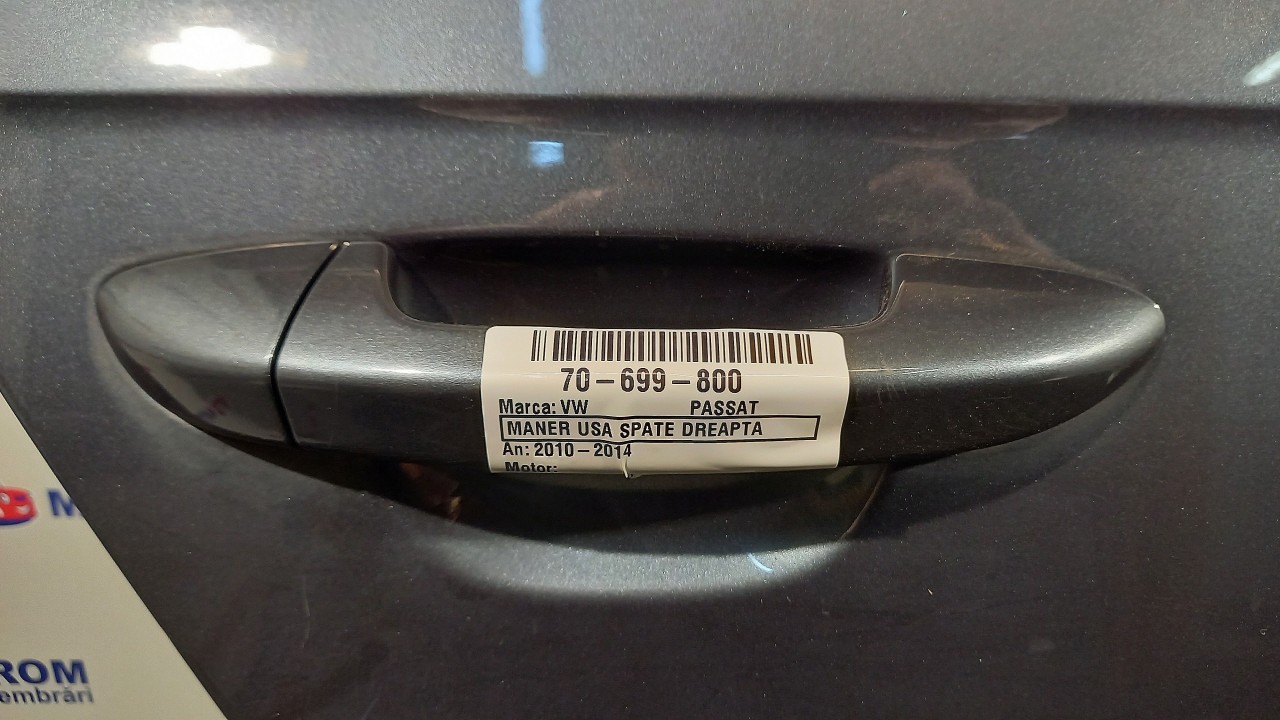 70-699-800
Marca: VW PASSAT
MANER USA SPATE DREAPTA
An: 2010-2014
Motor:
M
ROM
embrări